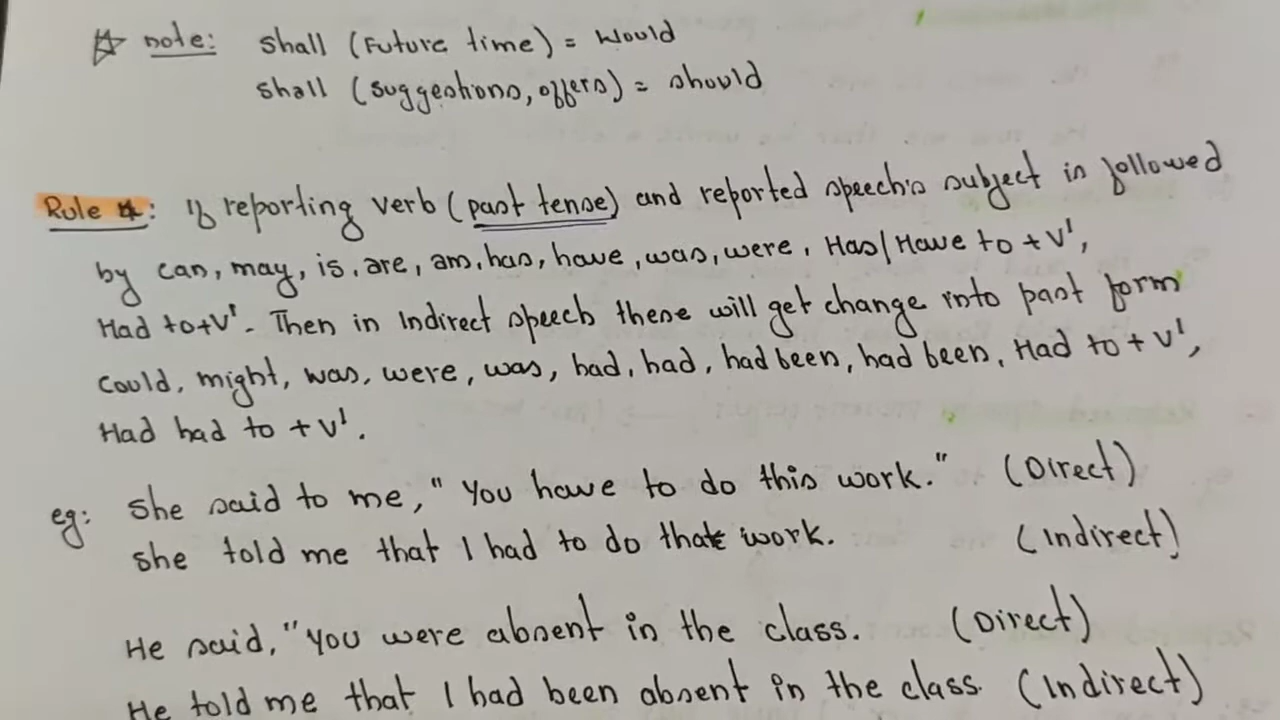 ☆ note: shall (Future time) = Would
shall (suggestions, offers) = should
Rule 4: If reporting verb (past tense) and reported speech's subject is followed
by can, may, is, are, am, has, have, was, were, Has/Have to + V¹,
Had to+V¹. Then in Indirect speech these will get change into past form
Could, might, was, were, was, had, had, had been, had been, Had to + V¹,
Had had to + V¹.
eg: She said to me, "You have to do this work." (Direct)
She told me that I had to do that work. (Indirect)
He said, "You were absent in the class. (Direct)
He told me that I had been absent in the class. (Indirect)